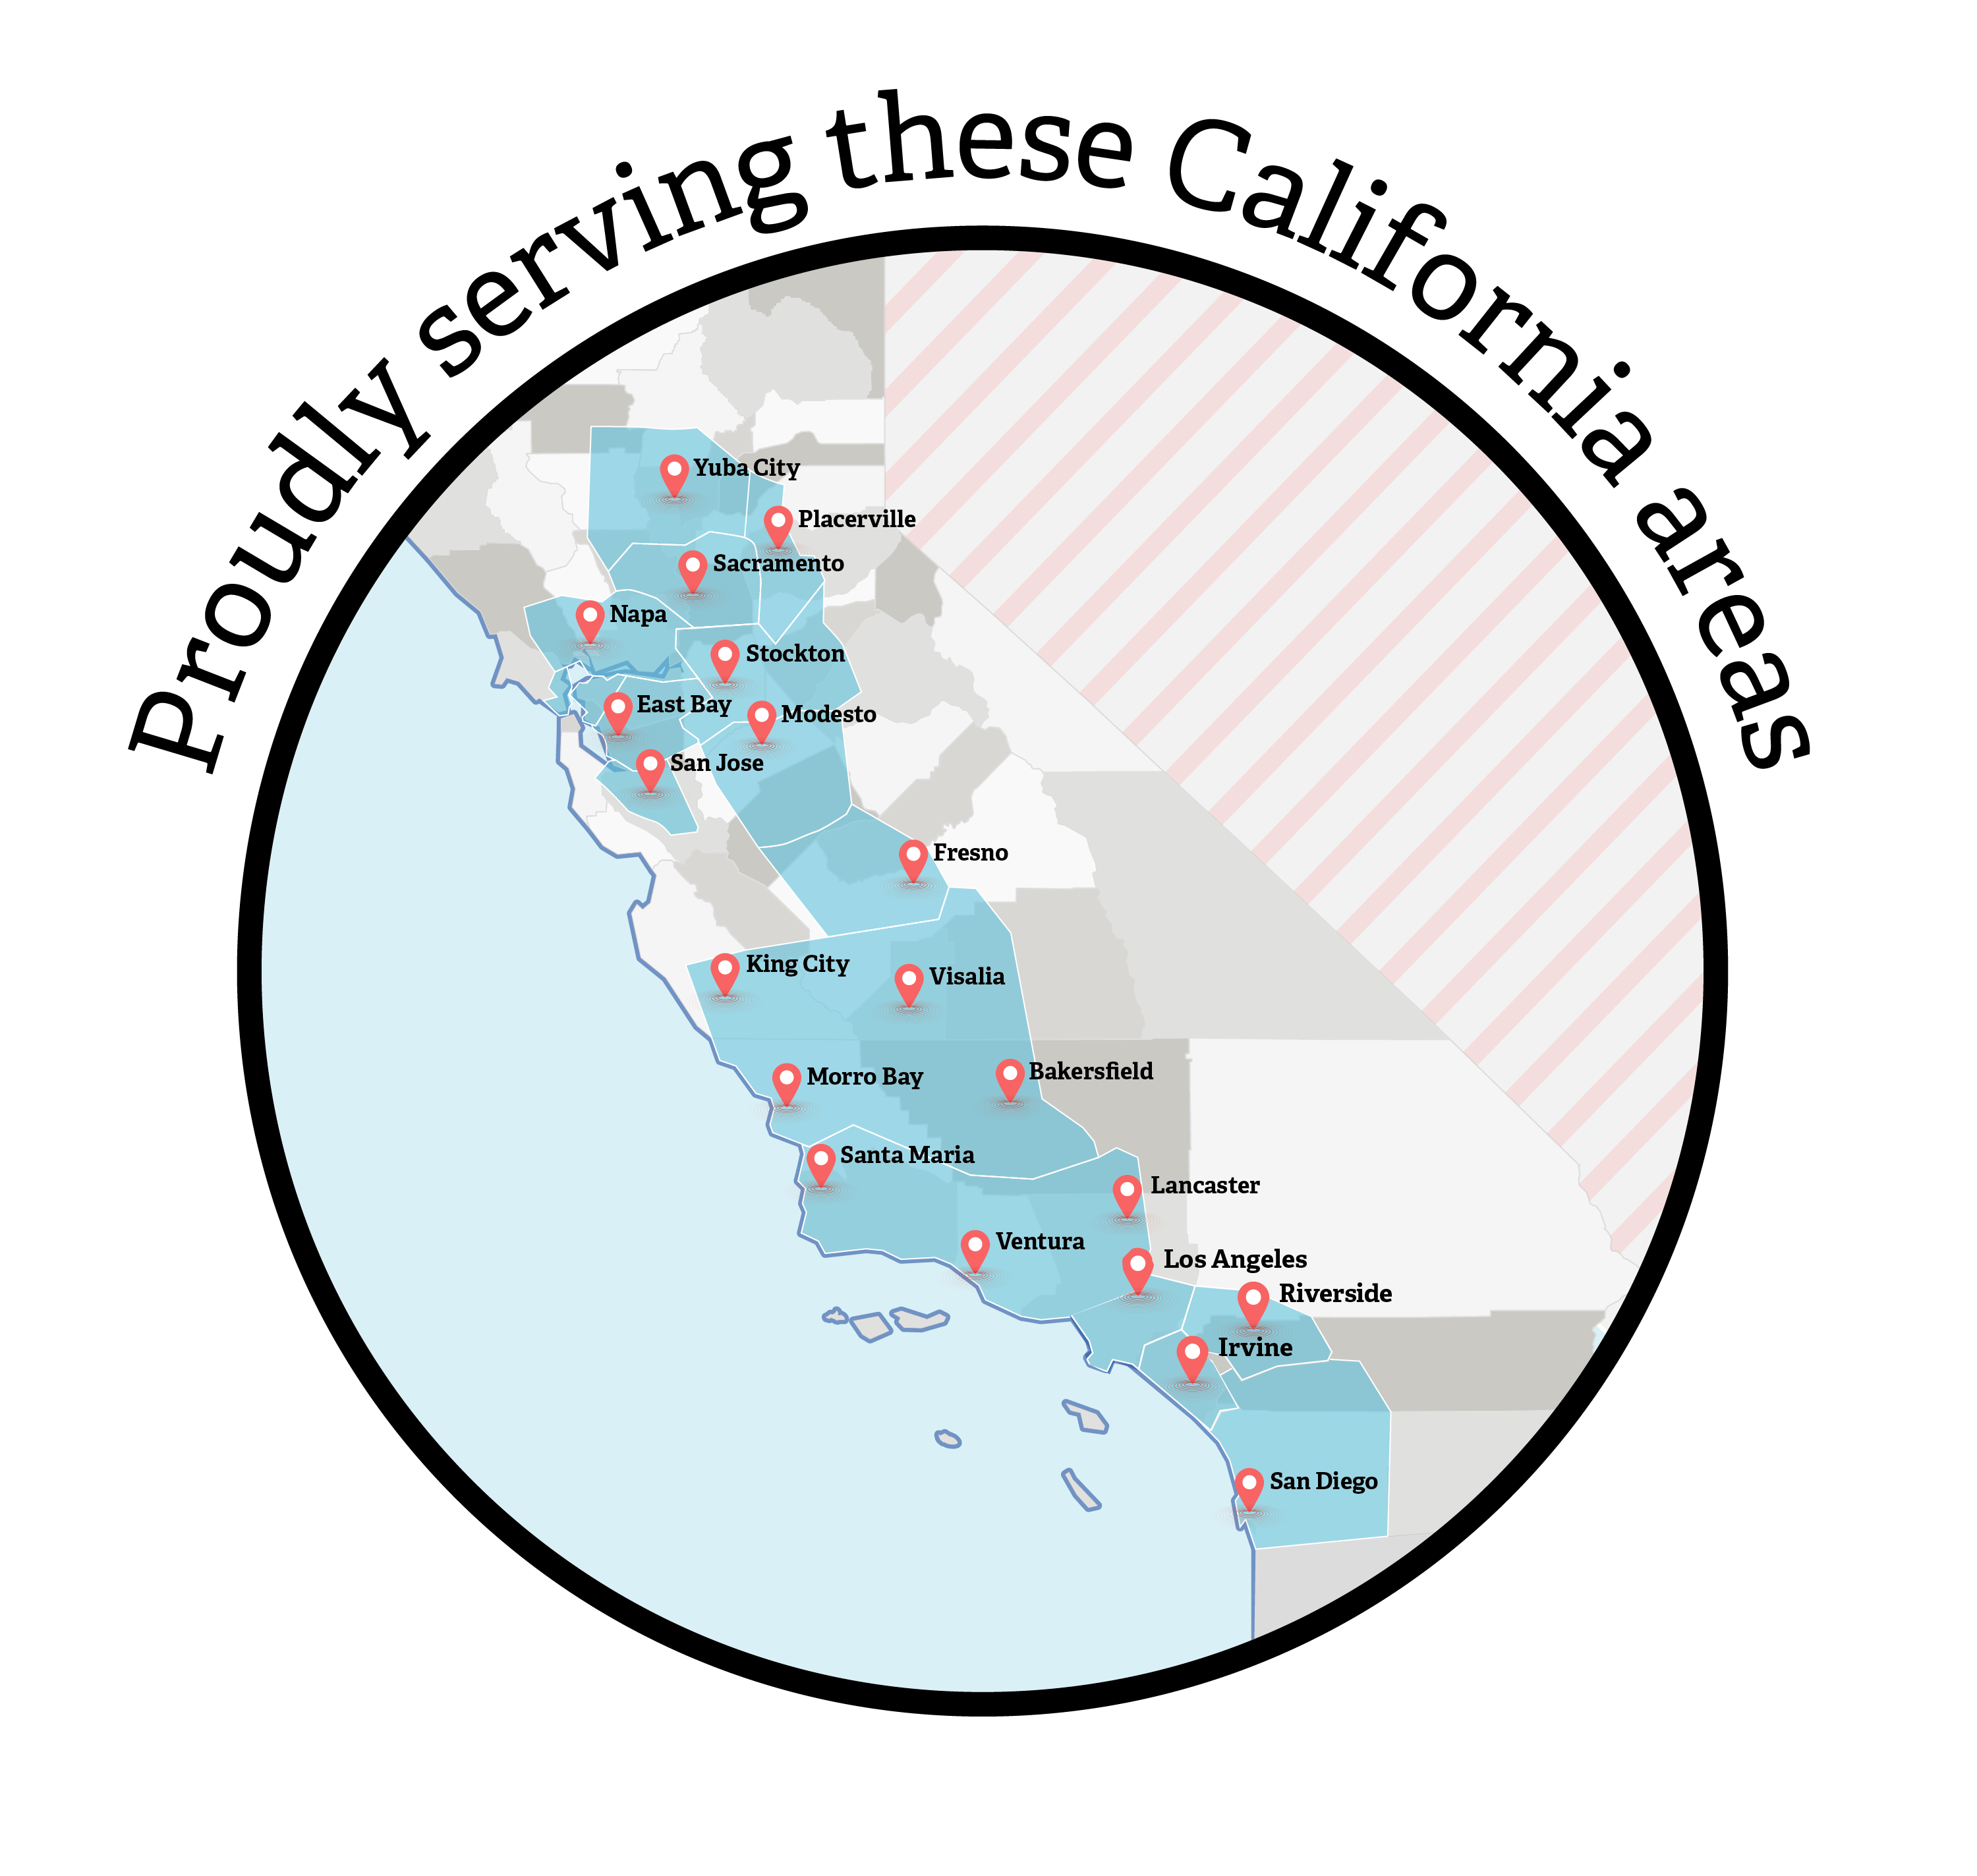 Proudly serving these California areas
Yuba City
Placerville
Sacramento
Napa
Stockton
East Bay
Modesto
San Jose
Fresno
King City
Visalia
Morro Bay
Bakersfield
Santa Maria
Lancaster
Ventura
Los Angeles
Riverside
Irvine
San Diego